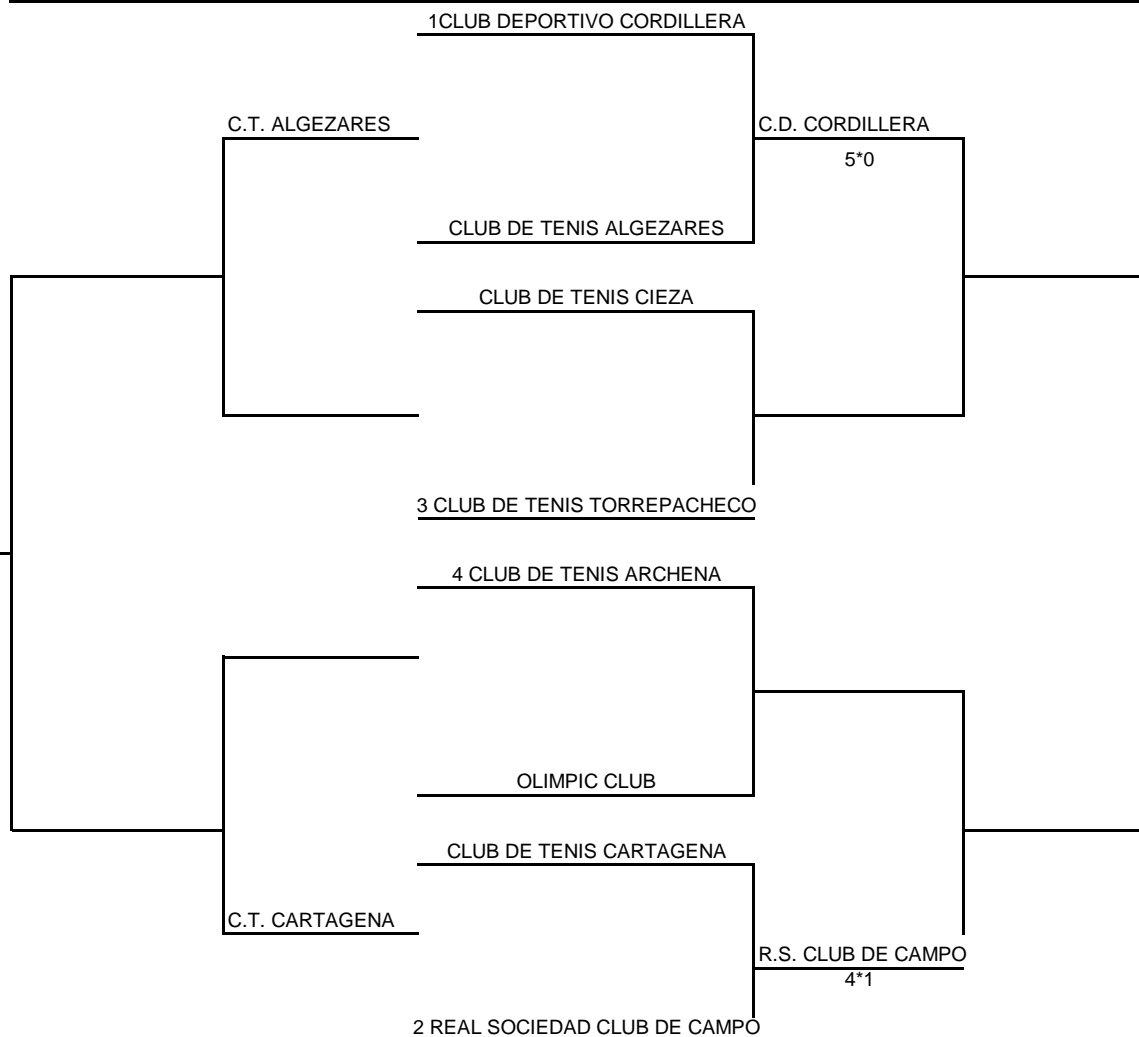 1CLUB DEPORTIVO CORDILLERA
C.T. ALGEZARES
C.D. CORDILLERA
5*0
CLUB DE TENIS ALGEZARES
CLUB DE TENIS CIEZA
3 CLUB DE TENIS TORREPACHECO
4 CLUB DE TENIS ARCHENA
OLIMPIC CLUB
CLUB DE TENIS CARTAGENA
C.T. CARTAGENA
R.S. CLUB DE CAMPO
4*1
2 REAL SOCIEDAD CLUB DE CAMPO